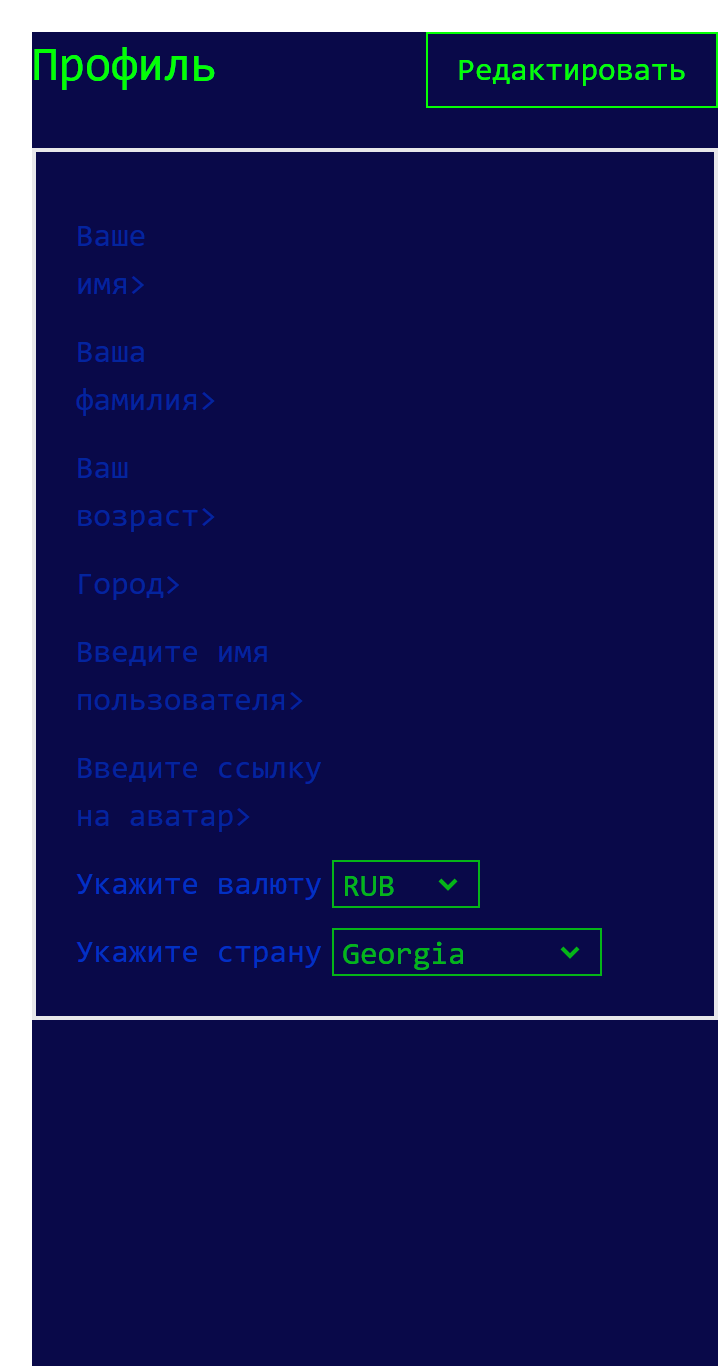 Профиль
Редактировать
Ваше
имя>
Ваша
фамилия>
Ваш
возраст>
Город>
Введите имя
пользователя>
Введите ссылку
на аватар>
Укажите валюту RUB
Укажите страну Georgia